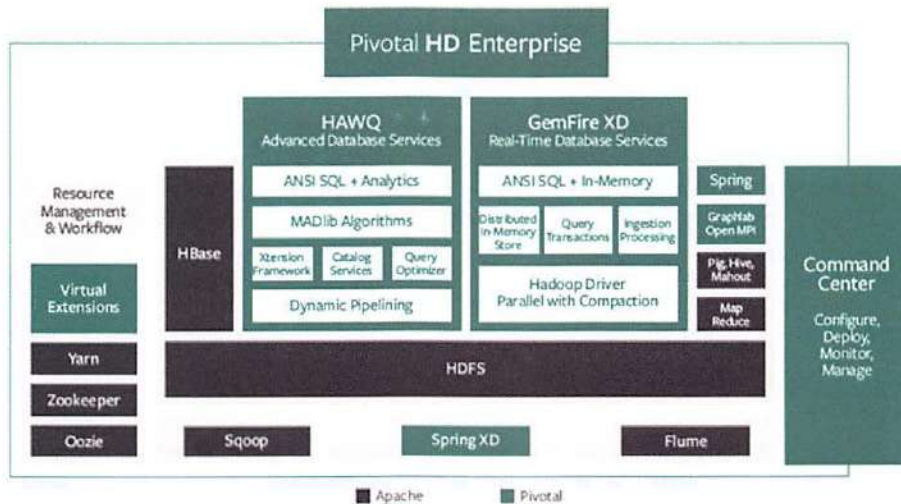 Pivotal HD Enterprise
HAWQ
Advanced Database Services
ANSI SQL + Analytics
MADlib Algorithms
Xtension
Framework
Catalog
Services
Query
Optimizer
Dynamic Pipelining
GemFire XD
Real-Time Database Services
ANSI SQL + In-Memory
Distributed
In-Memory
Store
Query
Transactions
Ingestion
Processing
Hadoop Driver
Parallel with Compaction
Resource
Management
& Workflow
Virtual
Extensions
Yarn
Zookeeper
Oozie
HBase
Spring
GrapHab
Open MPI
Pig, Hive,
Mahout
Map
Reduce
Command
Center
Configure,
Deploy,
Monitor,
Manage
HDFS
Sqoop
Spring XD
Flume
Apache
Pivotal